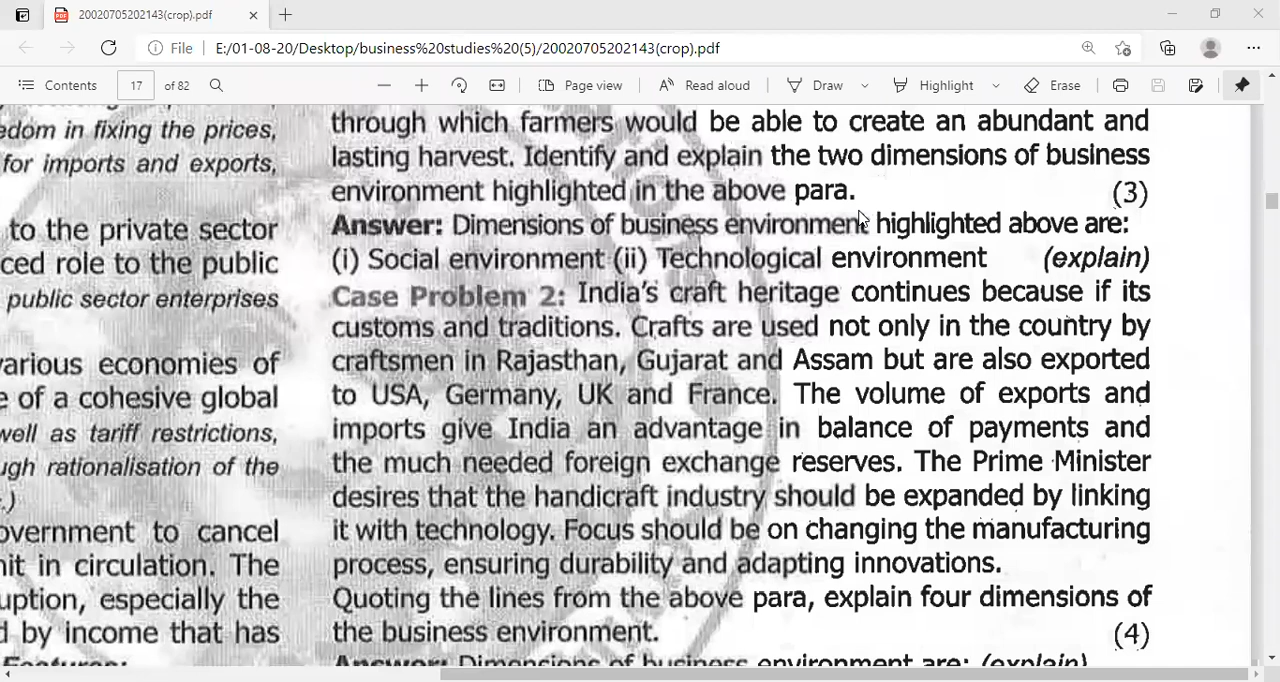 20020705202143(crop).pdf
File
E:/01-08-20/Desktop/business%20studies%20(5)/20020705202143(crop).pdf
Contents
17
of 82
Page view
Read aloud
Draw
Highlight
Erase
edom in fixing the prices,
for imports and exports,
to the private sector
ced role to the public
public sector enterprises
various economies of
e of a cohesive global
well as tariff restrictions,
ugh rationalisation of the
.)
overnment to cancel
nit in circulation. The
uption, especially the
d by income that has
Features:
through which farmers would be able to create an abundant and
lasting harvest. Identify and explain the two dimensions of business
environment highlighted in the above para. (3)
Answer: Dimensions of business environment highlighted above are:
(i) Social environment (ii) Technological environment (explain)
Case Problem 2: India's craft heritage continues because if its
customs and traditions. Crafts are used not only in the country by
craftsmen in Rajasthan, Gujarat and Assam but are also exported
to USA, Germany, UK and France. The volume of exports and
imports give India an advantage in balance of payments and
the much needed foreign exchange reserves. The Prime Minister
desires that the handicraft industry should be expanded by linking
it with technology. Focus should be on changing the manufacturing
process, ensuring durability and adapting innovations.
Quoting the lines from the above para, explain four dimensions of
the business environment. (4)
Answer: Dimensions of business environment are: (explain)